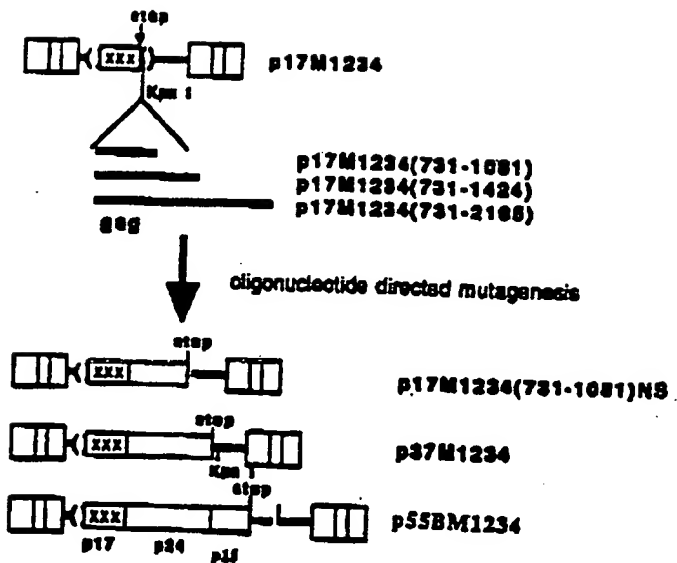 stop
xxx
p17M1234
Kpn I
p17M1234(731-1081)
p17M1234(731-1424)
p17M1234(731-2165)
gag
oligonucleotide directed mutagenesis
stop
xxx
p17M1234(731-1081)NS
stop
xxx
p37M1234
Kpn I
stop
xxx
p55BM1234
p17 p24 p15